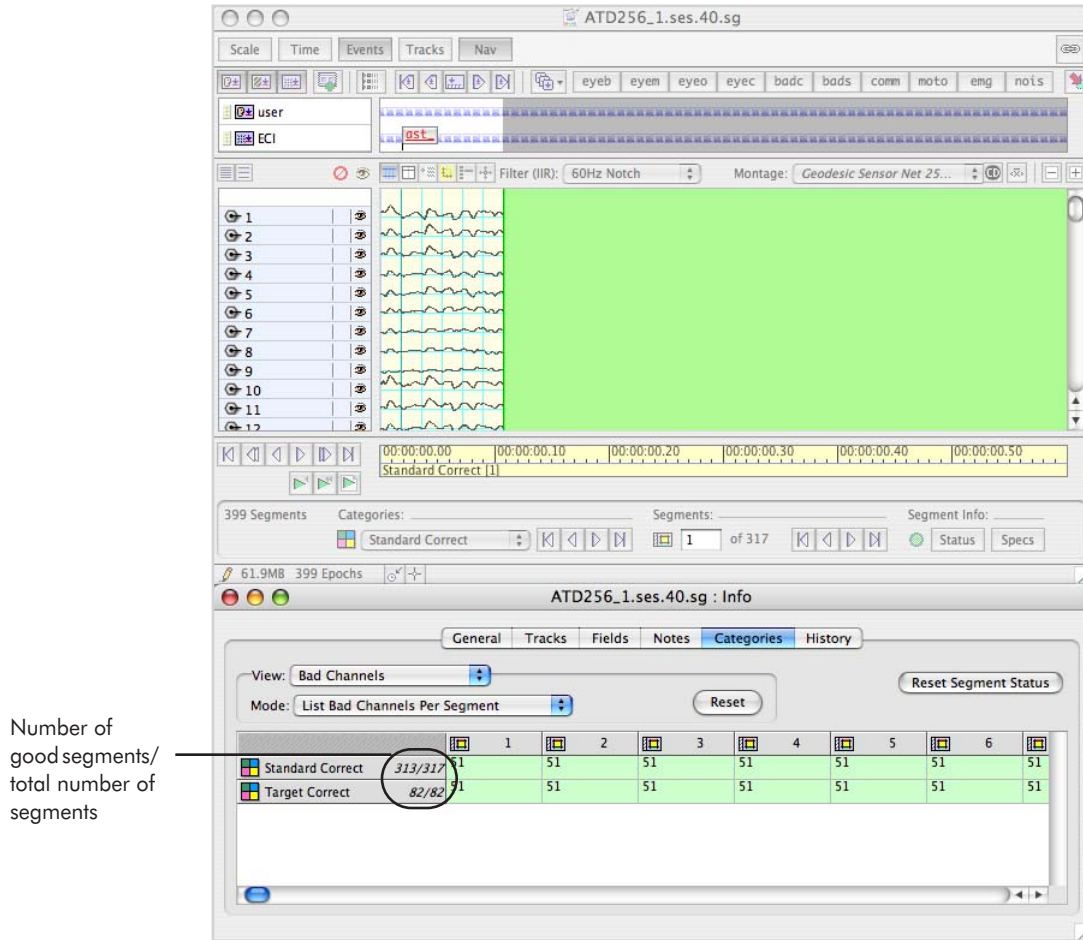 ATD256_1.ses.40.sg
Scale Time Events Tracks Nav
eyeb eyem eyeo eyec badc bads comm moto emg nois
user
ECI
ast_
Filter (IIR): 60Hz Notch Montage: Geodesic Sensor Net 25...
1
2
3
4
5
6
7
8
9
10
11
12
00:00:00.00 00:00:00.10 00:00:00.20 00:00:00.30 00:00:00.40 00:00:00.50
Standard Correct [1]
399 Segments Categories: Segments: Segment Info:
Standard Correct 1 of 317 Status Specs
61.9MB 399 Epochs
ATD256_1.ses.40.sg : Info
General Tracks Fields Notes Categories History
View: Bad Channels
Reset Segment Status
Mode: List Bad Channels Per Segment Reset
1 2 3 4 5 6
Standard Correct 313/317 51 51 51 51 51 51 51
Target Correct 82/82 51 51 51 51 51 51 51
Number of
good segments/
total number of
segments